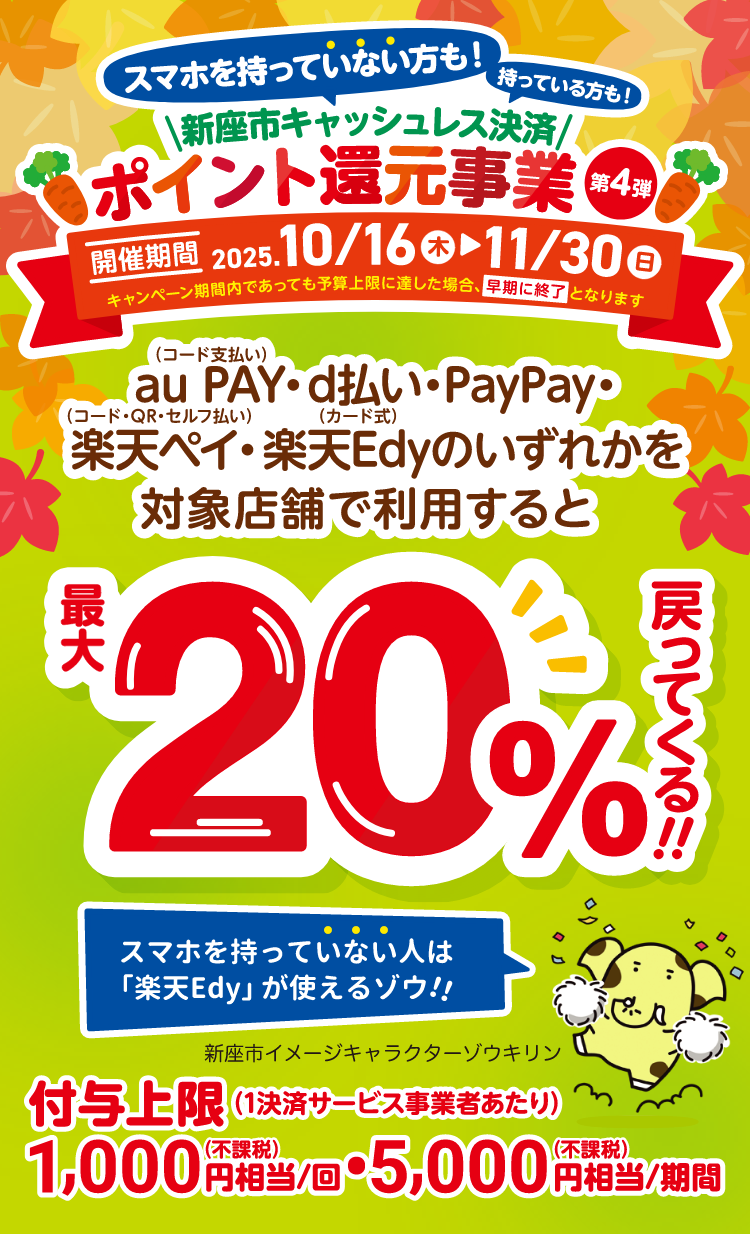 スマホを持っていない方も!
持っている方も!
新座市キャッシュレス決済
ポイント還元事業 第4弾
開催期間 2025.10/16木▶11/30日
キャンペーン期間内であっても予算上限に達した場合、早期に終了となります
(コード支払い)
au PAY・d払い・PayPay・
(コード・QR・セルフ払い) (カード式)
楽天ペイ・楽天Edyのいずれかを
対象店舗で利用すると
最大
20%
戻ってくる!!
スマホを持っていない人は
「楽天Edy」が使えるゾウ!!
新座市イメージキャラクターゾウキリン
付与上限(1決済サービス事業者あたり)
(不課税) (不課税)
1,000円相当/回・5,000円相当/期間